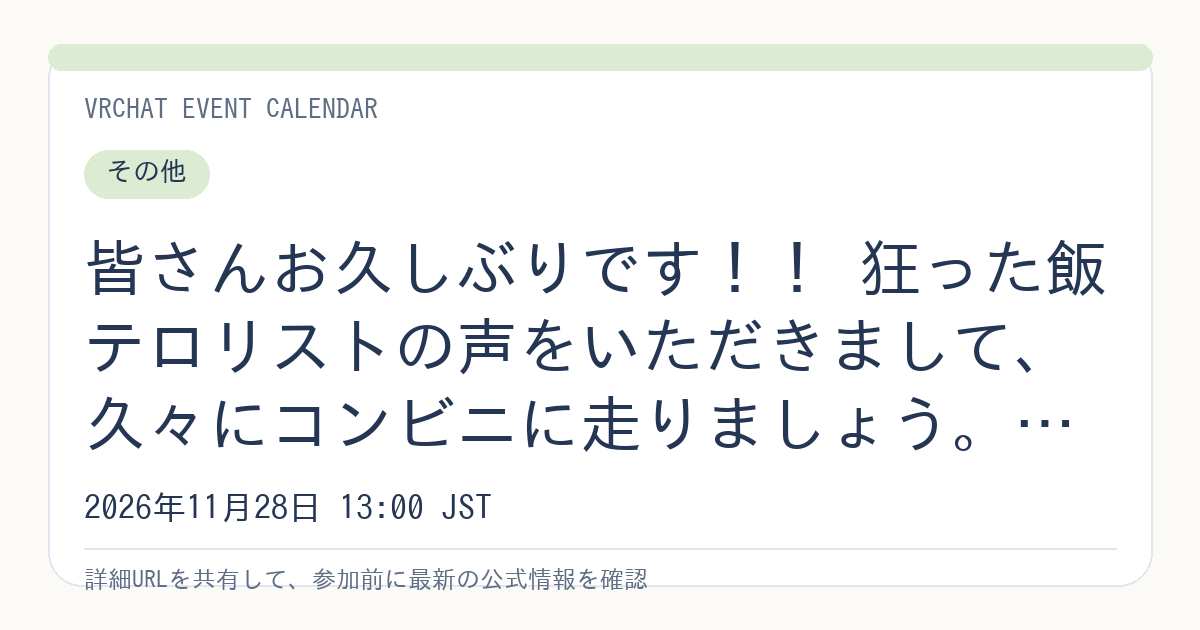 VRCHAT EVENT CALENDAR
その他
皆さんお久しぶりです！！ 狂った飯
テロリストの声をいただきまして、
久々にコンビニに走りましょう。…
2026年11月28日 13:00 JST
詳細URLを共有して、参加前に最新の公式情報を確認